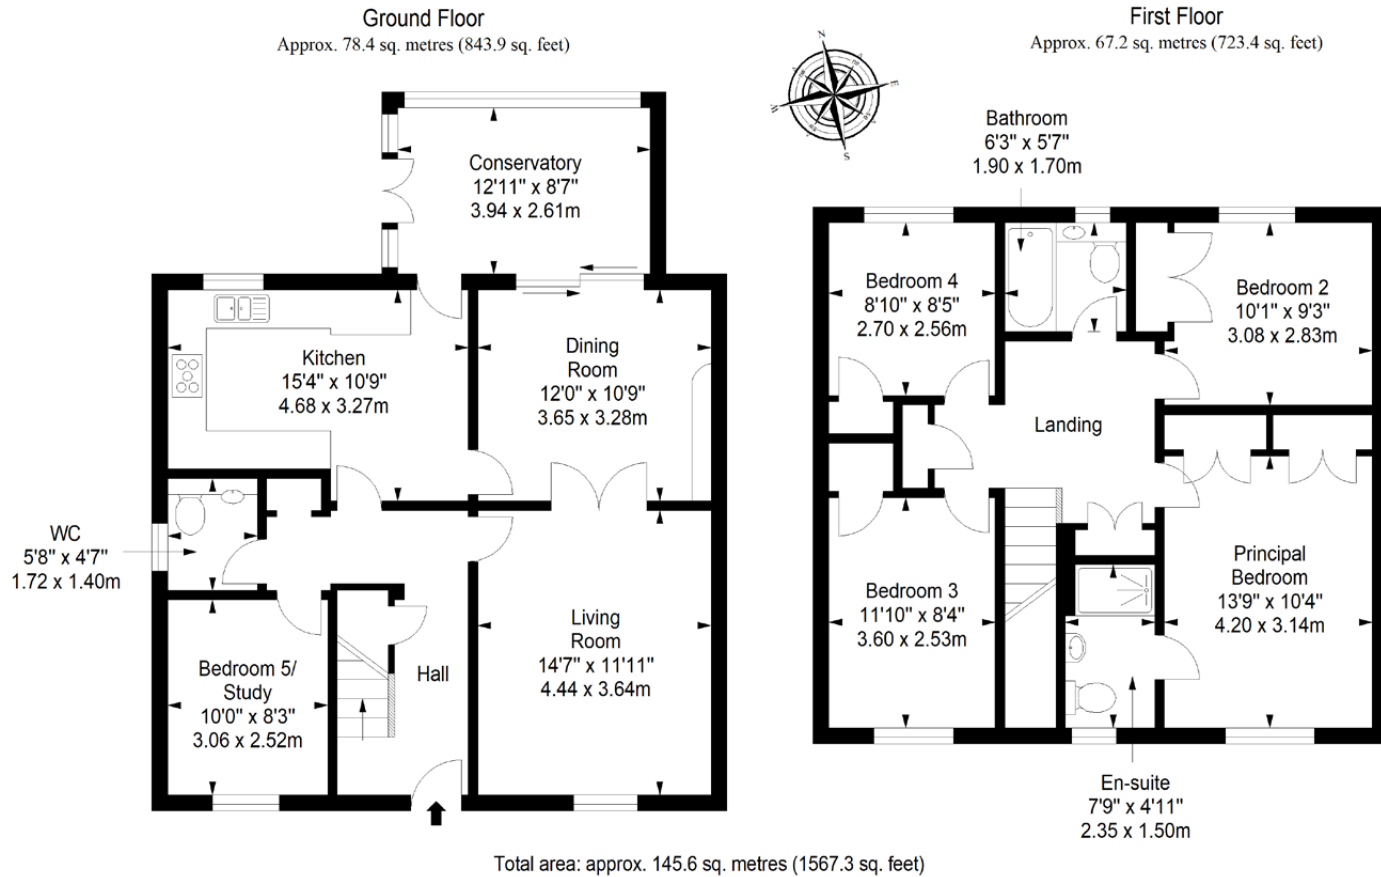 Ground Floor
Approx. 78.4 sq. metres (843.9 sq. feet)
First Floor
Approx. 67.2 sq. metres (723.4 sq. feet)
N
E
S
W
Conservatory
12'11" x 8'7"
3.94 x 2.61m
Kitchen
15'4" x 10'9"
4.68 x 3.27m
Dining
Room
12'0" x 10'9"
3.65 x 3.28m
WC
5'8" x 4'7"
1.72 x 1.40m
Bedroom 5/
Study
10'0" x 8'3"
3.06 x 2.52m
Hall
Living
Room
14'7" x 11'11"
4.44 x 3.64m
Bathroom
6'3" x 5'7"
1.90 x 1.70m
Bedroom 4
8'10" x 8'5"
2.70 x 2.56m
Bedroom 2
10'1" x 9'3"
3.08 x 2.83m
Landing
Bedroom 3
11'10" x 8'4"
3.60 x 2.53m
Principal
Bedroom
13'9" x 10'4"
4.20 x 3.14m
En-suite
7'9" x 4'11"
2.35 x 1.50m
Total area: approx. 145.6 sq. metres (1567.3 sq. feet)